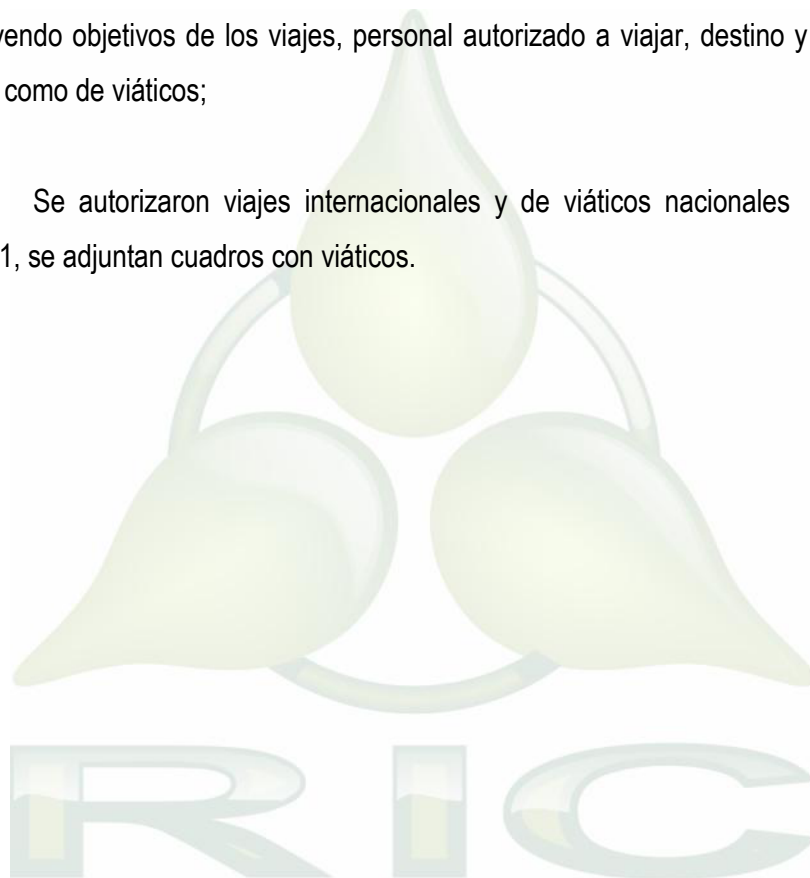 yendo objetivos de los viajes, personal autorizado a viajar, destino y
como de viáticos;
Se autorizaron viajes internacionales y de viáticos nacionales
1, se adjuntan cuadros con viáticos.
RIC